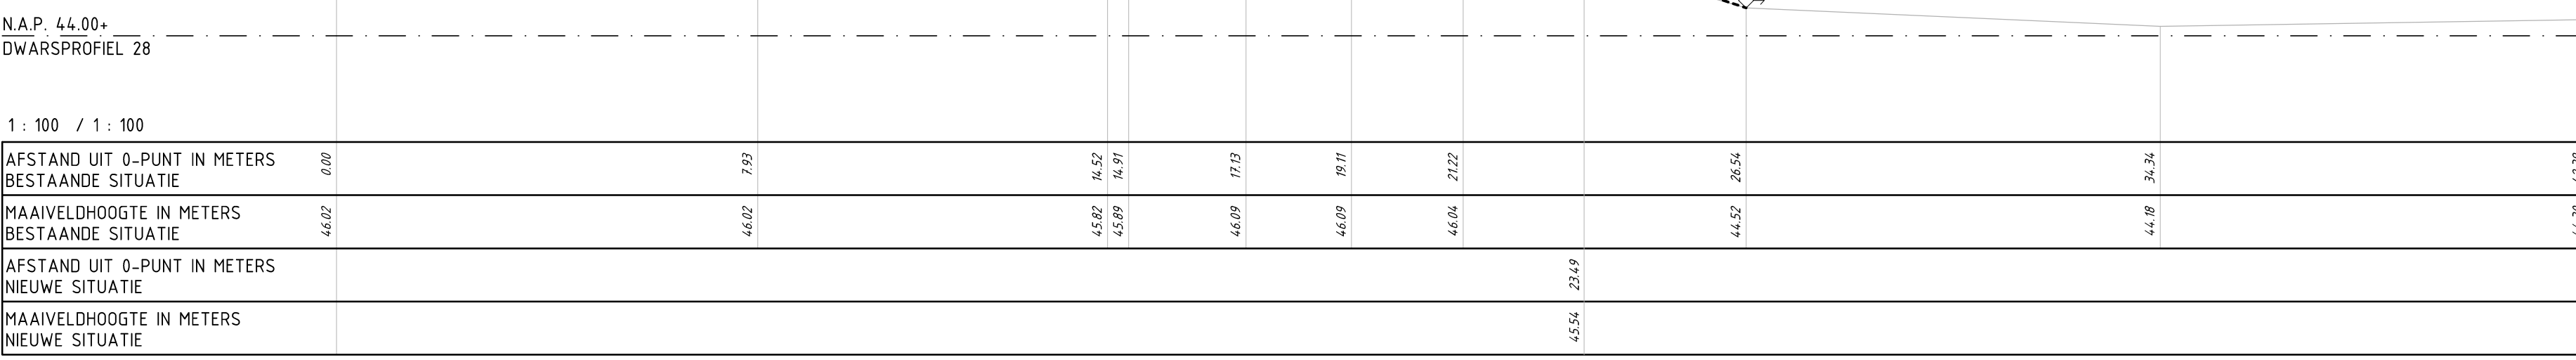 N.A.P. 44.00+
DWARSPROFIEL 28
1 : 100 / 1 : 100
AFSTAND UIT 0-PUNT IN METERS
BESTAANDE SITUATIE
0.00 7.93 14.52 14.91 17.13 19.11 21.22 26.54 34.34
MAAIVELDHOOGTE IN METERS
BESTAANDE SITUATIE
46.02 46.02 45.82 45.89 46.09 46.09 46.04 44.52 44.18
AFSTAND UIT 0-PUNT IN METERS
NIEUWE SITUATIE
23.49
MAAIVELDHOOGTE IN METERS
NIEUWE SITUATIE
45.54